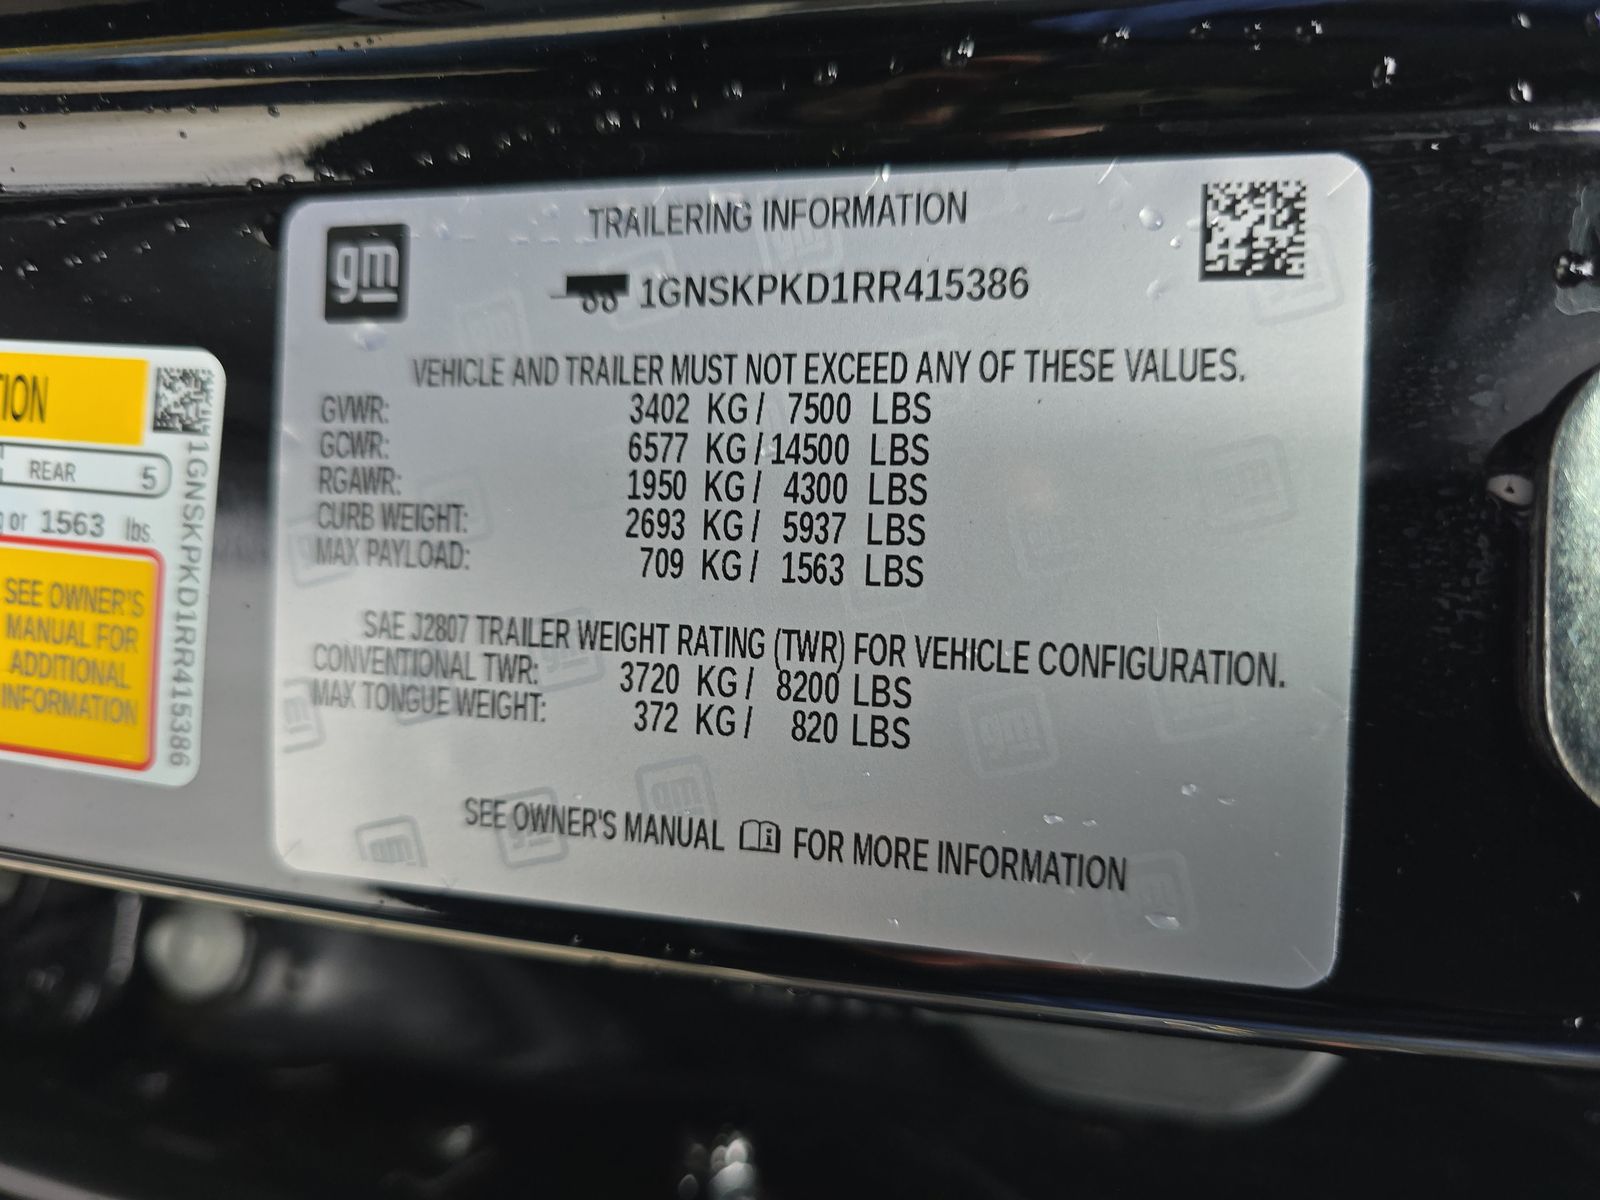 gm
TRAILERING INFORMATION
1GNSKPKD1RR415386
VEHICLE AND TRAILER MUST NOT EXCEED ANY OF THESE VALUES.
GVWR: 3402 KG / 7500 LBS
GCWR: 6577 KG / 14500 LBS
RGAWR: 1950 KG / 4300 LBS
CURB WEIGHT: 2693 KG / 5937 LBS
MAX PAYLOAD: 709 KG / 1563 LBS
SAE J2807 TRAILER WEIGHT RATING (TWR) FOR VEHICLE CONFIGURATION.
CONVENTIONAL TWR: 3720 KG / 8200 LBS
MAX TONGUE WEIGHT: 372 KG / 820 LBS
SEE OWNER'S MANUAL FOR MORE INFORMATION
TION
REAR 5
or 1563 lbs.
SEE OWNER'S
MANUAL FOR
ADDITIONAL
INFORMATION
1GNSKPKD1RR415386